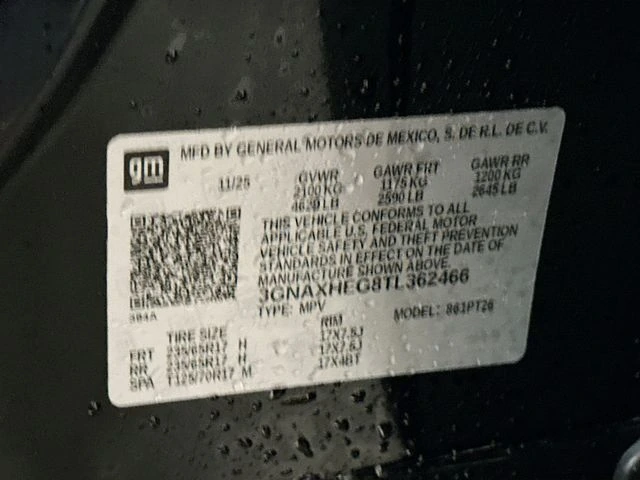 gm
MFD BY GENERAL MOTORS DE MEXICO, S. DE R.L. DE C.V.
11/25 GVWR GAWR FRT GAWR RR
2100 KG 1175 KG 1200 KG
4629 LB 2590 LB 2645 LB
THIS VEHICLE CONFORMS TO ALL
APPLICABLE U.S. FEDERAL MOTOR
VEHICLE SAFETY AND THEFT PREVENTION
STANDARDS IN EFFECT ON THE DATE OF
MANUFACTURE SHOWN ABOVE.
3GNAXHEG8TL362466
TYPE: MPV MODEL: 861PT26
384A
TIRE SIZE RIM
FRT 235/65R17 H 17X7.5J
RR 235/65R17 H 17X7.5J
SPA T125/70R17 M 17X4BT